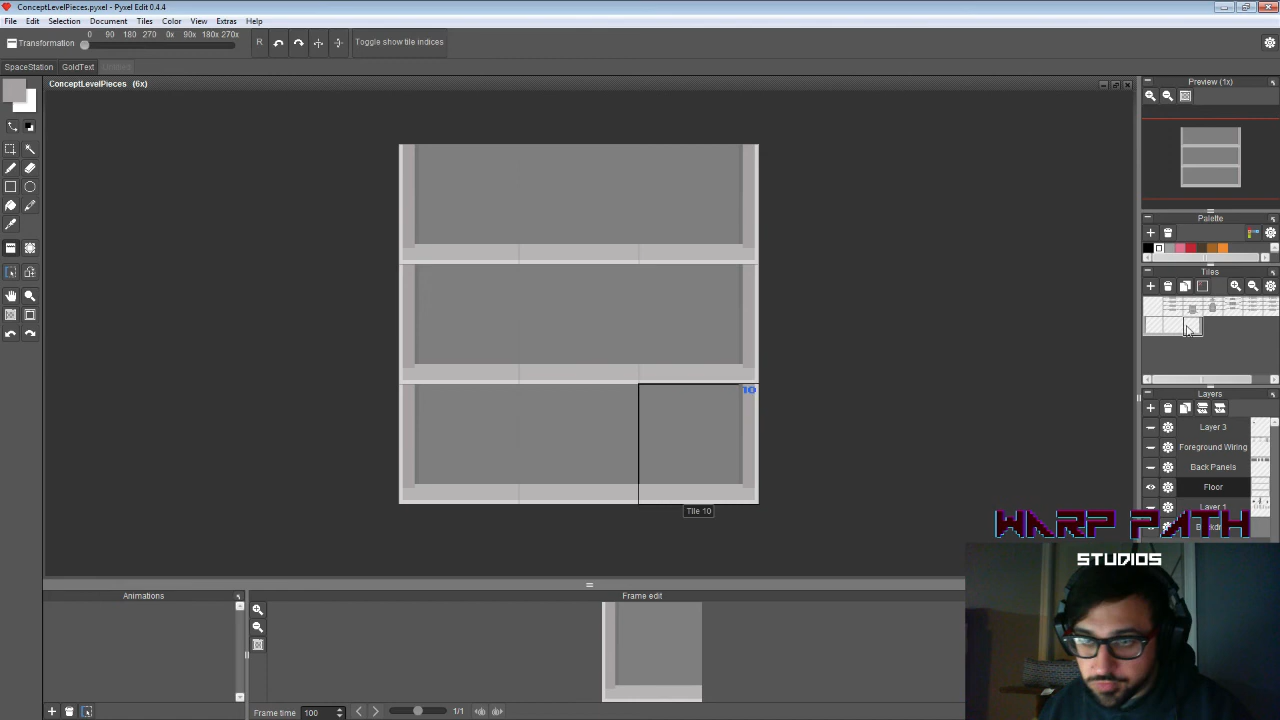 ConceptLevelPieces.pyxel - Pyxel Edit 0.4.4
File Edit Selection Document Tiles Color View Extras Help
Transformation 0 90 180 270 0x 90x 180x 270x R Toggle show tile indices
SpaceStation GoldText Untitled
ConceptLevelPieces (6x)
Preview (1x)
Palette
Tiles
10
Tile 10
Layers
Layer 3
Foreground Wiring
Back Panels
Floor
Layer 1
WARP PATH
STUDIOS
Animations
Frame edit
Frame time 100 1/1